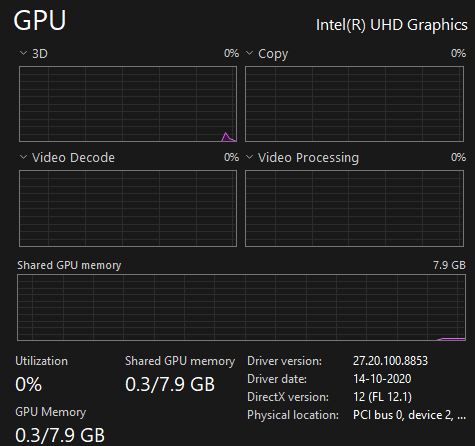 GPU
Intel(R) UHD Graphics
3D 0%
Copy 0%
Video Decode 0%
Video Processing 0%
Shared GPU memory 7.9 GB
Utilization
0%
Shared GPU memory
0.3/7.9 GB
GPU Memory
0.3/7.9 GB
Driver version: 27.20.100.8853
Driver date: 14-10-2020
DirectX version: 12 (FL 12.1)
Physical location: PCI bus 0, device 2, ...